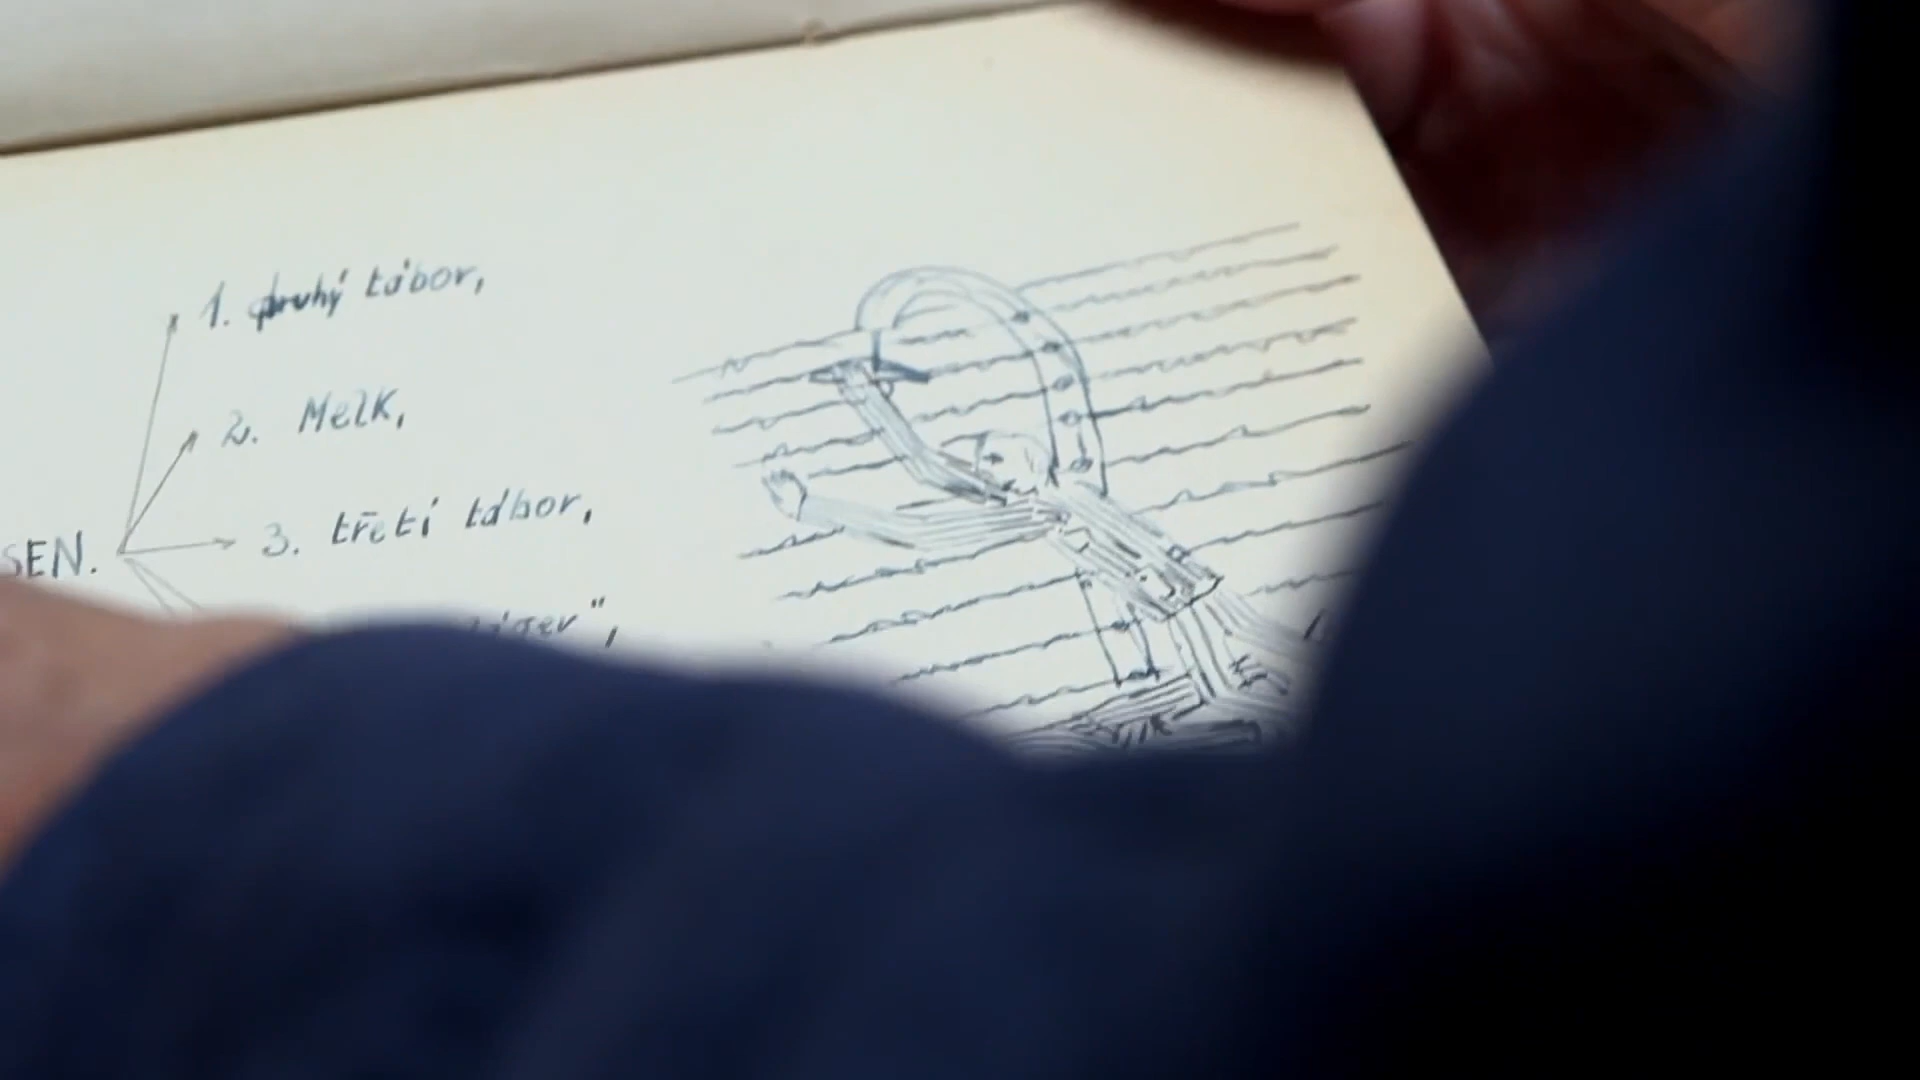 1. druhý tábor,
2. Melk,
3. třetí tábor,
SEN.